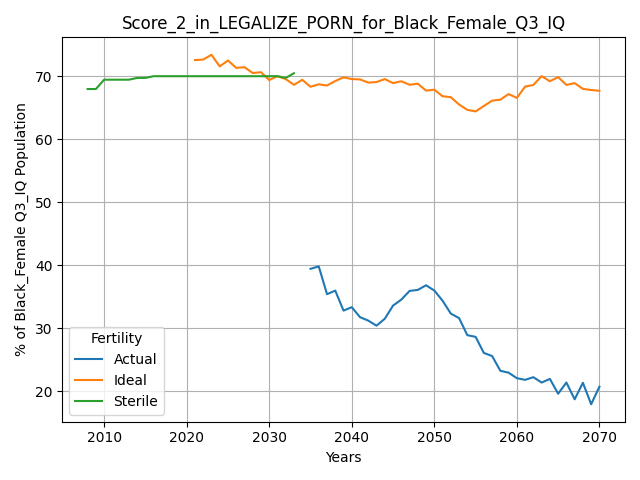 Score_2_in_LEGALIZE_PORN_for_Black_Female_Q3_IQ
% of Black_Female Q3_IQ Population
70
60
50
40
30
20
Fertility
Actual
Ideal
Sterile
2010 2020 2030 2040 2050 2060 2070
Years